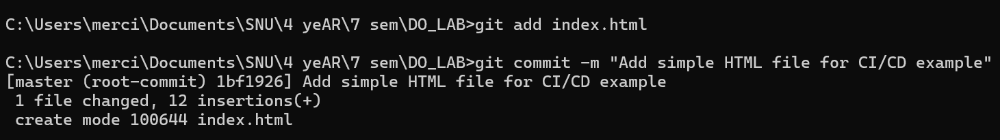 C:\Users\merci\Documents\SNU\4 yeAR\7 sem\DO_LAB>git add index.html
C:\Users\merci\Documents\SNU\4 yeAR\7 sem\DO_LAB>git commit -m "Add simple HTML file for CI/CD example"
[master (root-commit) 1bf1926] Add simple HTML file for CI/CD example
 1 file changed, 12 insertions(+)
 create mode 100644 index.html